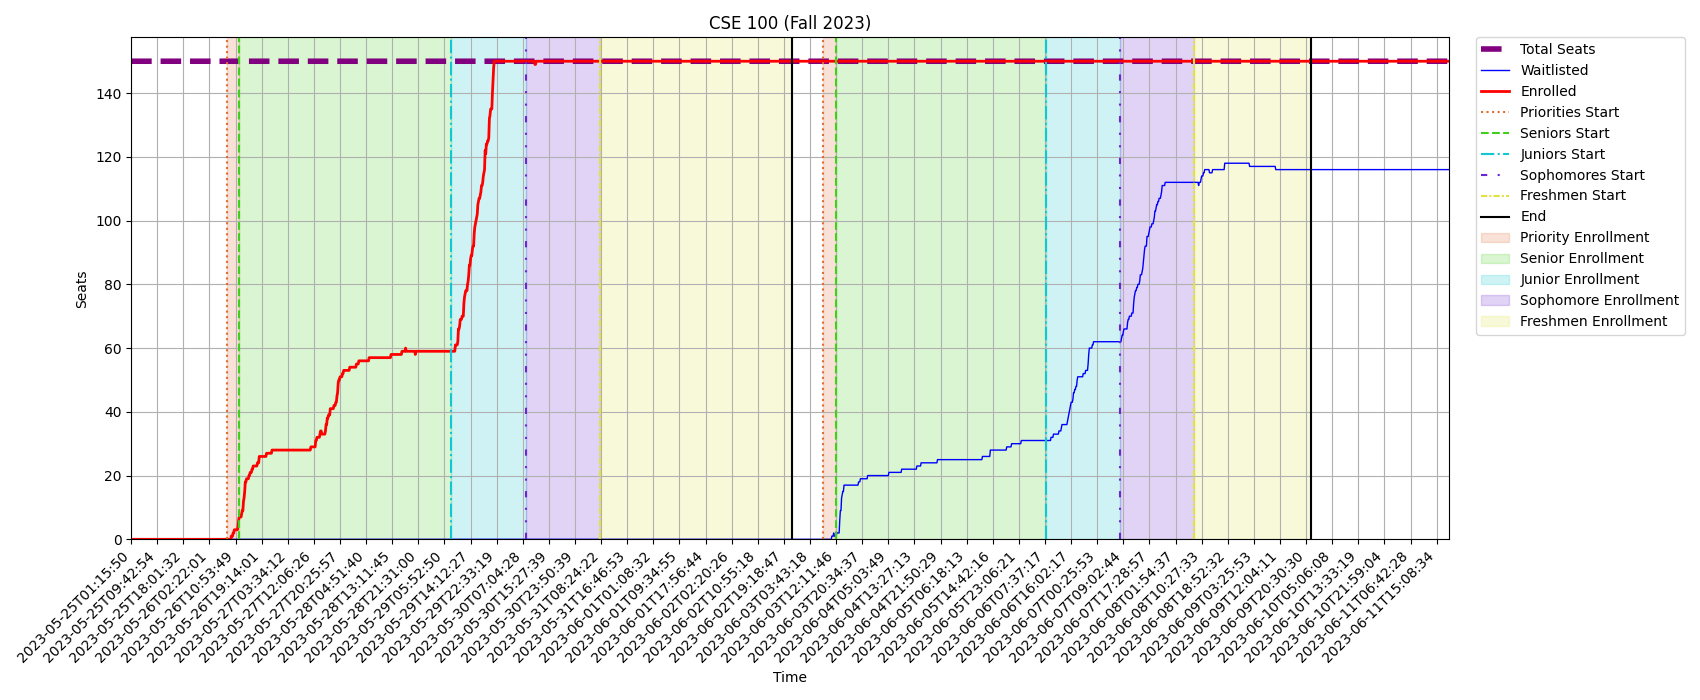 CSE 100 (Fall 2023)
Seats
0
20
40
60
80
100
120
140
2023-05-25T01:15:50
2023-05-25T09:42:54
2023-05-25T18:01:32
2023-05-26T02:22:01
2023-05-26T10:53:49
2023-05-26T19:14:01
2023-05-27T03:34:12
2023-05-27T12:06:26
2023-05-27T20:25:57
2023-05-28T04:51:40
2023-05-28T13:11:45
2023-05-28T21:31:00
2023-05-29T05:52:50
2023-05-29T14:12:27
2023-05-29T22:33:19
2023-05-30T07:04:28
2023-05-30T15:27:39
2023-05-30T23:50:39
2023-05-31T08:24:22
2023-05-31T16:46:53
2023-06-01T01:08:32
2023-06-01T09:34:55
2023-06-01T17:56:44
2023-06-02T02:20:26
2023-06-02T10:55:18
2023-06-02T19:18:47
2023-06-03T03:43:18
2023-06-03T12:11:46
2023-06-03T20:34:37
2023-06-04T05:03:49
2023-06-04T13:27:13
2023-06-04T21:50:29
2023-06-05T06:18:13
2023-06-05T14:42:16
2023-06-05T23:06:21
2023-06-06T07:37:17
2023-06-06T16:02:17
2023-06-07T00:25:53
2023-06-07T09:02:44
2023-06-07T17:28:57
2023-06-08T01:54:37
2023-06-08T10:27:33
2023-06-08T18:52:32
2023-06-09T03:25:53
2023-06-09T12:04:11
2023-06-09T20:30:30
2023-06-10T05:06:08
2023-06-10T13:33:19
2023-06-10T21:59:04
2023-06-11T06:42:28
2023-06-11T15:08:34
Time
Total Seats
Waitlisted
Enrolled
Priorities Start
Seniors Start
Juniors Start
Sophomores Start
Freshmen Start
End
Priority Enrollment
Senior Enrollment
Junior Enrollment
Sophomore Enrollment
Freshmen Enrollment